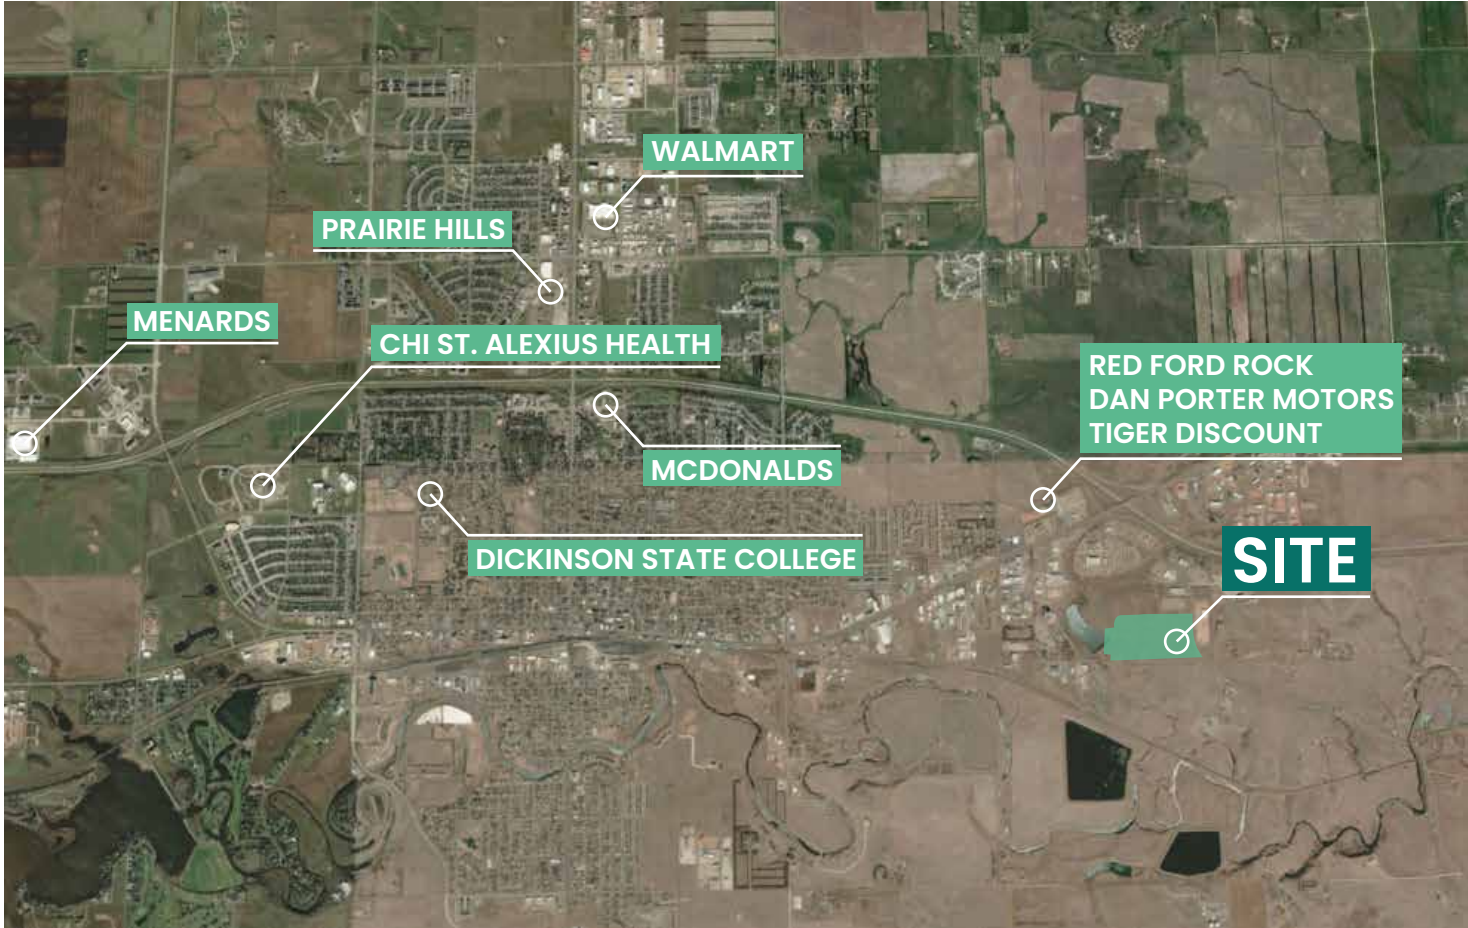 WALMART
PRAIRIE HILLS
MENARDS
CHI ST. ALEXIUS HEALTH
RED FORD ROCK
DAN PORTER MOTORS
TIGER DISCOUNT
MCDONALDS
DICKINSON STATE COLLEGE
SITE